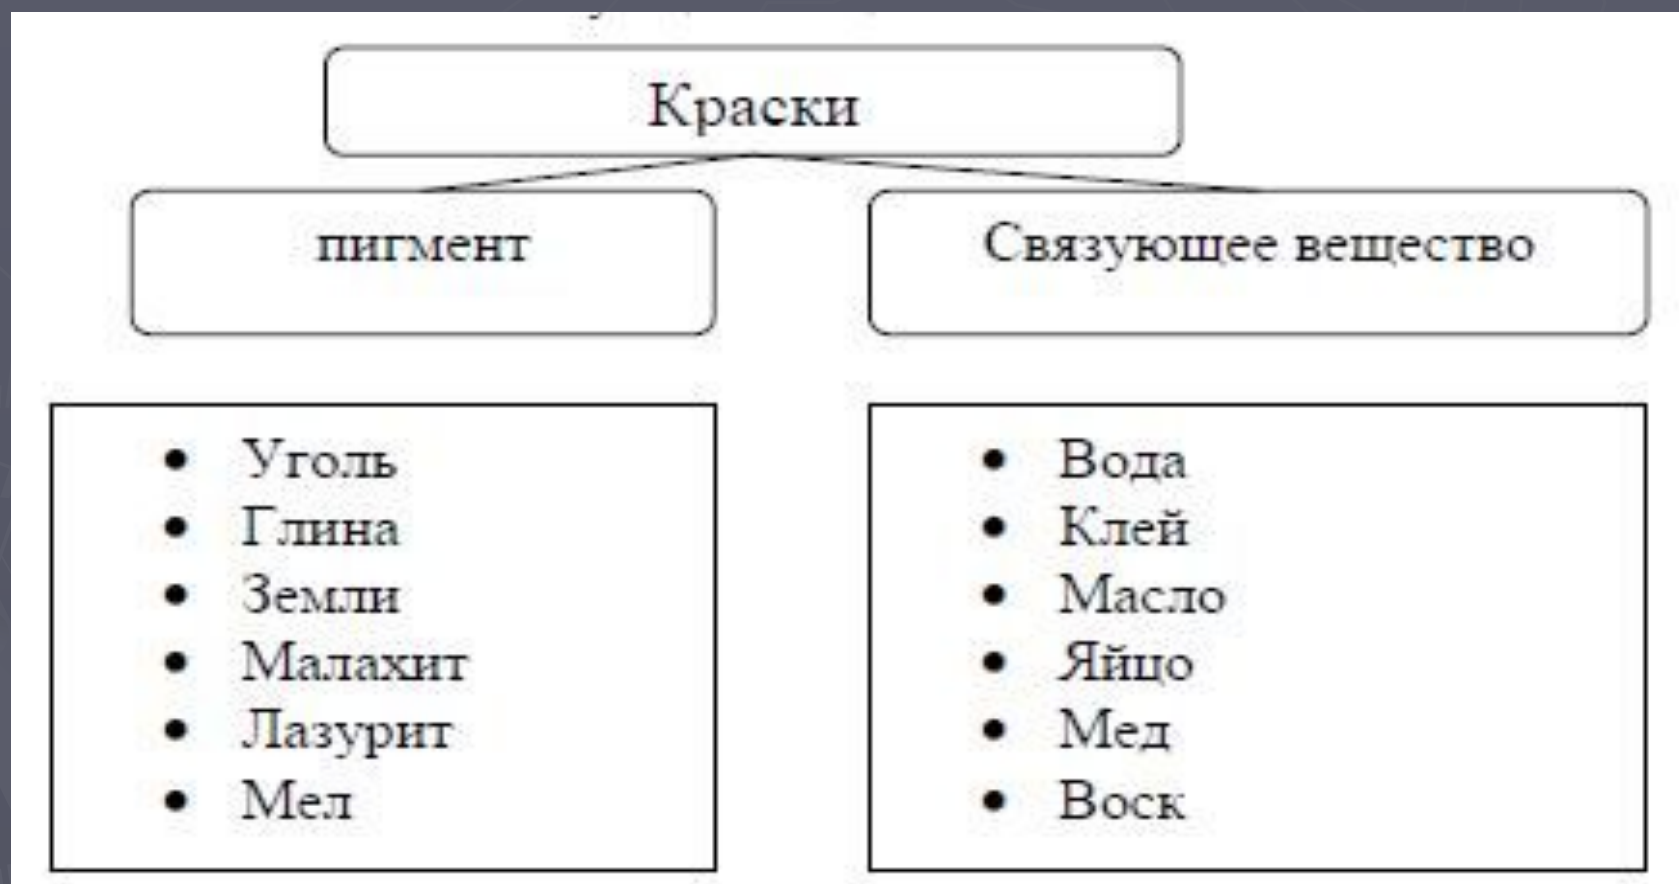 Краски
пигмент
Связующее вещество
• Уголь
• Глина
• Земли
• Малахит
• Лазурит
• Мел
• Вода
• Клей
• Масло
• Яйцо
• Мед
• Воск